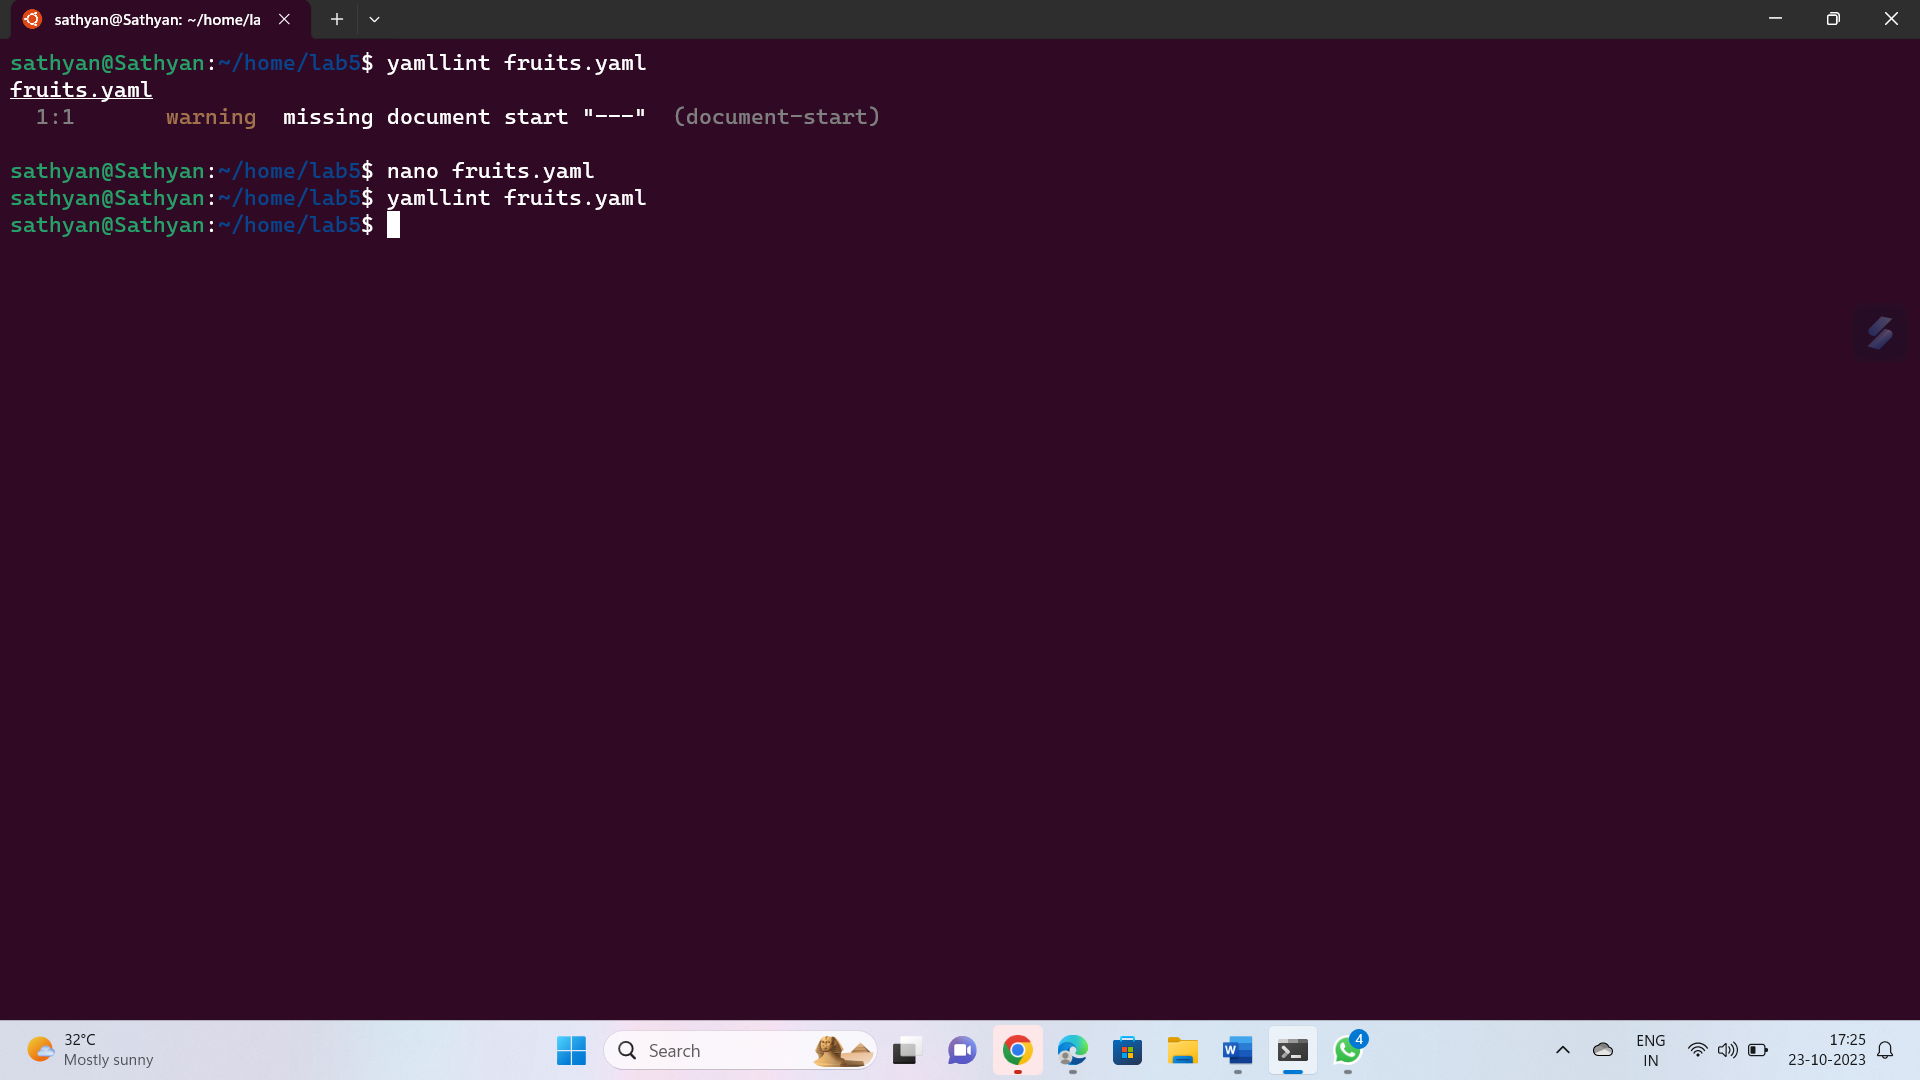 sathyan@Sathyan: ~/home/la
sathyan@Sathyan:~/home/lab5$ yamllint fruits.yaml
fruits.yaml
1:1 warning missing document start "---" (document-start)
sathyan@Sathyan:~/home/lab5$ nano fruits.yaml
sathyan@Sathyan:~/home/lab5$ yamllint fruits.yaml
sathyan@Sathyan:~/home/lab5$
32°C
Mostly sunny
Search
W
4
ENG
IN
17:25
23-10-2023